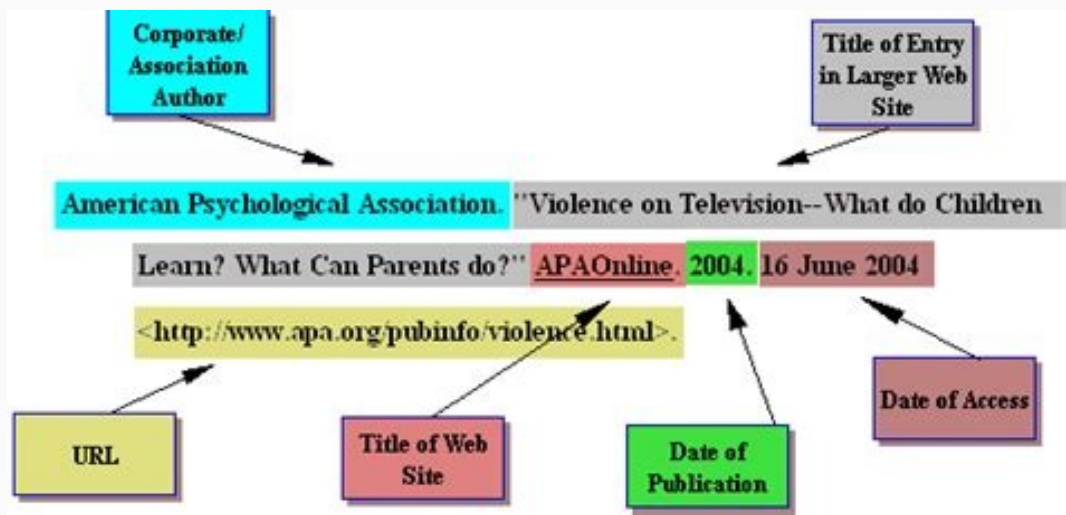 Corporate/
Association
Author
Title of Entry
in Larger Web
Site
American Psychological Association. "Violence on Television--What do Children
Learn? What Can Parents do?" APAOnline. 2004. 16 June 2004
<http://www.apa.org/pubinfo/violence.html>.
URL
Title of Web
Site
Date of
Publication
Date of Access